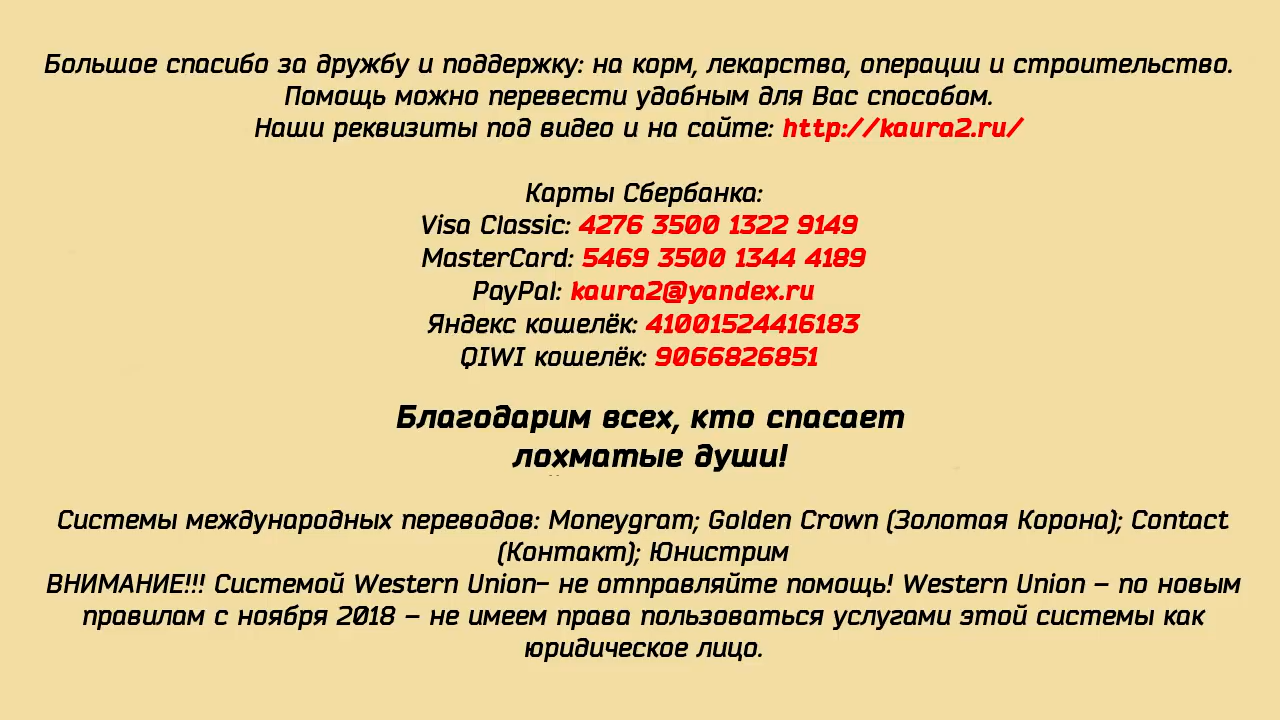 Большое спасибо за дружбу и поддержку: на корм, лекарства, операции и строительство.
Помощь можно перевести удобным для Вас способом.
Наши реквизиты под видео и на сайте: http://kaura2.ru/
Карты Сбербанка:
Visa Classic: 4276 3500 1322 9149
MasterCard: 5469 3500 1344 4189
PayPal: kaura2@yandex.ru
Яндекс кошелёк: 41001524416183
QIWI кошелёк: 9066826851
Благодарим всех, кто спасает
лохматые души!
Системы международных переводов: Moneygram; Golden Crown (Золотая Корона); Contact
(Контакт); Юнистрим
ВНИМАНИЕ!!! Системой Western Union– не отправляйте помощь! Western Union – по новым
правилам с ноября 2018 – не имеем права пользоваться услугами этой системы как
юридическое лицо.